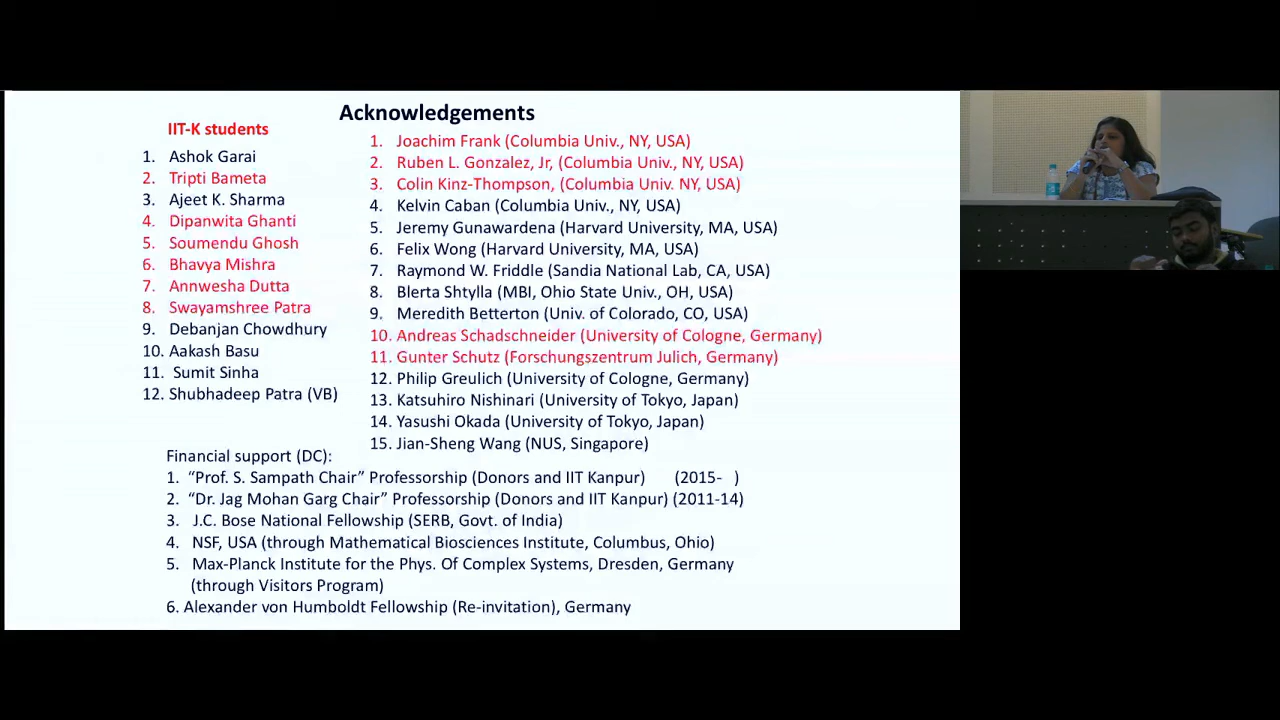 Acknowledgements
IIT-K students
1. Ashok Garai
2. Tripti Bameta
3. Ajeet K. Sharma
4. Dipanwita Ghanti
5. Soumendu Ghosh
6. Bhavya Mishra
7. Annwesha Dutta
8. Swayamshree Patra
9. Debanjan Chowdhury
10. Aakash Basu
11. Sumit Sinha
12. Shubhadeep Patra (VB)
1. Joachim Frank (Columbia Univ., NY, USA)
2. Ruben L. Gonzalez, Jr, (Columbia Univ., NY, USA)
3. Colin Kinz-Thompson, (Columbia Univ. NY, USA)
4. Kelvin Caban (Columbia Univ., NY, USA)
5. Jeremy Gunawardena (Harvard University, MA, USA)
6. Felix Wong (Harvard University, MA, USA)
7. Raymond W. Friddle (Sandia National Lab, CA, USA)
8. Blerta Shtylla (MBI, Ohio State Univ., OH, USA)
9. Meredith Betterton (Univ. of Colorado, CO, USA)
10. Andreas Schadschneider (University of Cologne, Germany)
11. Gunter Schutz (Forschungszentrum Julich, Germany)
12. Philip Greulich (University of Cologne, Germany)
13. Katsuhiro Nishinari (University of Tokyo, Japan)
14. Yasushi Okada (University of Tokyo, Japan)
15. Jian-Sheng Wang (NUS, Singapore)
Financial support (DC):
1. “Prof. S. Sampath Chair” Professorship (Donors and IIT Kanpur) (2015- )
2. “Dr. Jag Mohan Garg Chair” Professorship (Donors and IIT Kanpur) (2011-14)
3. J.C. Bose National Fellowship (SERB, Govt. of India)
4. NSF, USA (through Mathematical Biosciences Institute, Columbus, Ohio)
5. Max-Planck Institute for the Phys. Of Complex Systems, Dresden, Germany
(through Visitors Program)
6. Alexander von Humboldt Fellowship (Re-invitation), Germany